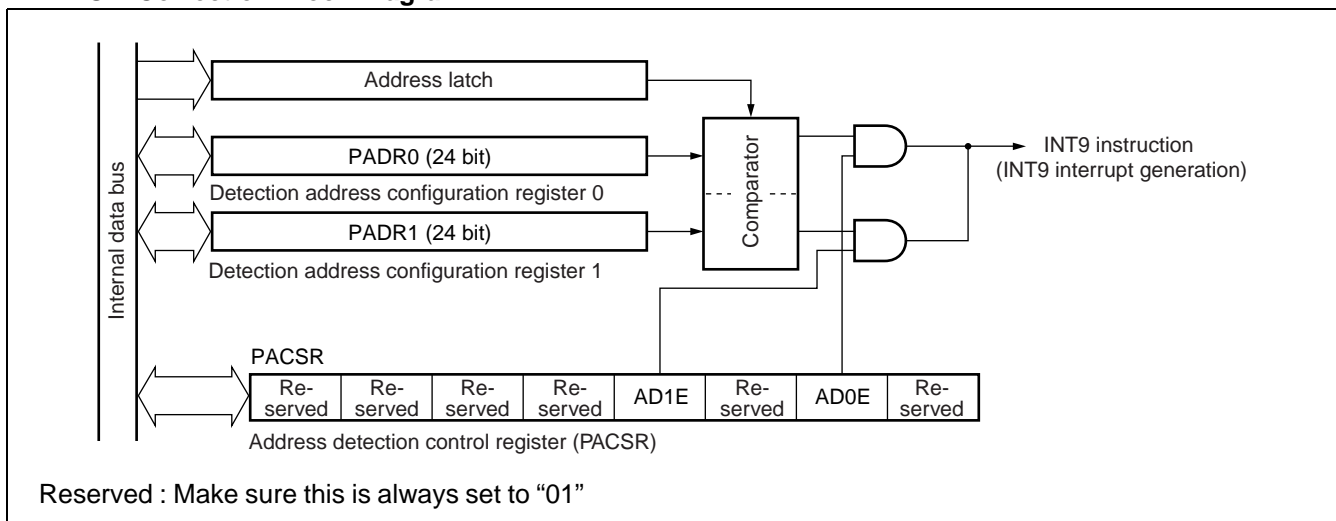 Address latch
PADR0 (24 bit)
Detection address configuration register 0
PADR1 (24 bit)
Detection address configuration register 1
Internal data bus
Comparator
INT9 instruction
(INT9 interrupt generation)
PACSR
Re-
served
Re-
served
Re-
served
Re-
served
AD1E
Re-
served
AD0E
Re-
served
Address detection control register (PACSR)
Reserved : Make sure this is always set to “01”